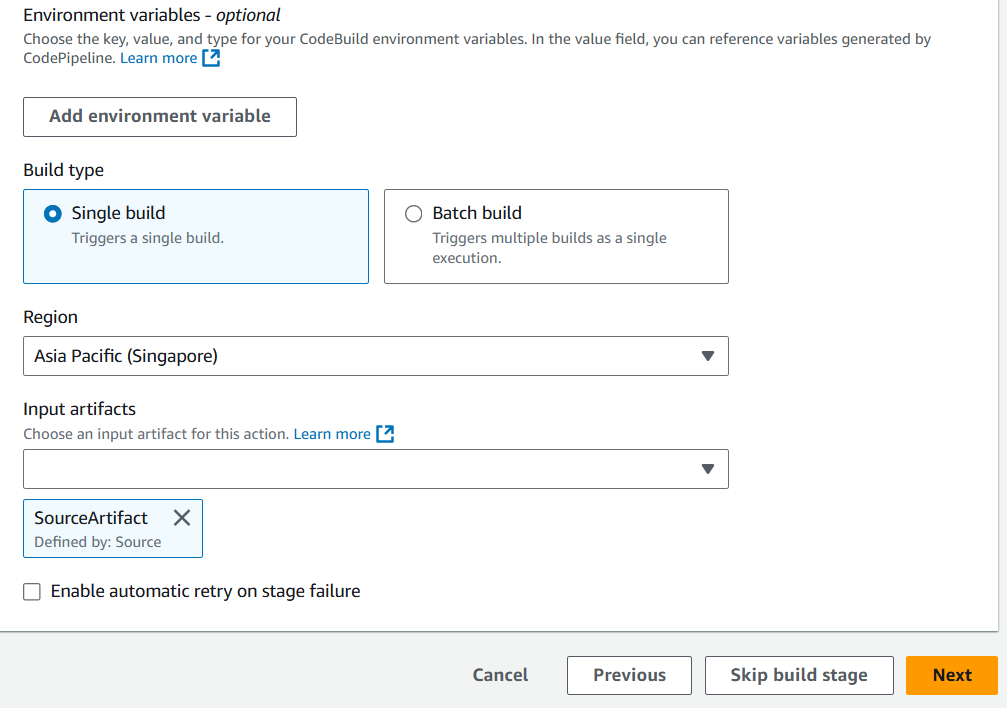 Environment variables - optional
Choose the key, value, and type for your CodeBuild environment variables. In the value field, you can reference variables generated by
CodePipeline. Learn more
Add environment variable
Build type
Single build
Triggers a single build.
Batch build
Triggers multiple builds as a single
execution.
Region
Asia Pacific (Singapore)
Input artifacts
Choose an input artifact for this action. Learn more
SourceArtifact
Defined by: Source
Enable automatic retry on stage failure
Cancel
Previous
Skip build stage
Next